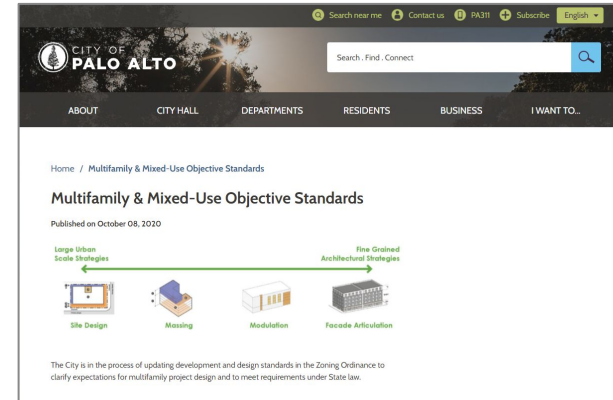 Search near me Contact us PA311 Subscribe English
CITY OF
PALO ALTO
Search . Find . Connect
ABOUT CITY HALL DEPARTMENTS RESIDENTS BUSINESS I WANT TO...
Home / Multifamily & Mixed-Use Objective Standards
Multifamily & Mixed-Use Objective Standards
Published on October 08, 2020
Large Urban
Scale Strategies
Fine Grained
Architectural Strategies
Site Design Massing Modulation Facade Articulation
The City is in the process of updating development and design standards in the Zoning Ordinance to
clarify expectations for multifamily project design and to meet requirements under State law.